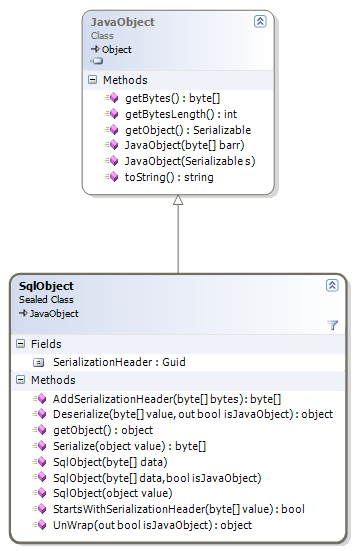 JavaObject
Class
Object
Methods
getBytes() : byte[]
getBytesLength() : int
getObject() : Serializable
JavaObject(byte[] barr)
JavaObject(Serializable s)
toString() : string
SqlObject
Sealed Class
JavaObject
Fields
SerializationHeader : Guid
Methods
AddSerializationHeader(byte[] bytes): byte[]
Deserialize(byte[] value, out bool isJavaObject) : object
getObject() : object
Serialize(object value) : byte[]
SqlObject(byte[] data)
SqlObject(byte[] data,bool isJavaObject)
SqlObject(object value)
StartsWithSerializationHeader(byte[] value) : bool
UnWrap(out bool isJavaObject) : object